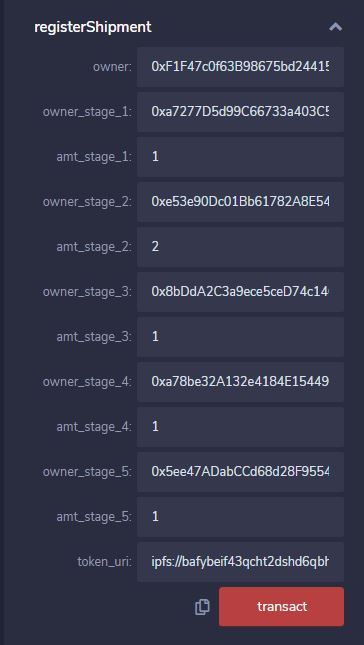 registerShipment
owner: 0xF1F47c0f63B98675bd24415
owner_stage_1: 0xa7277D5d99C66733a403C5
amt_stage_1: 1
owner_stage_2: 0xe53e90Dc01Bb61782A8E54
amt_stage_2: 2
owner_stage_3: 0x8bDdA2C3a9ece5ceD74c14
amt_stage_3: 1
owner_stage_4: 0xa78be32A132e4184E15449
amt_stage_4: 1
owner_stage_5: 0x5ee47ADabCCd68d28F9554
amt_stage_5: 1
token_uri: ipfs://bafybeif43qcht2dshd6qbh
transact